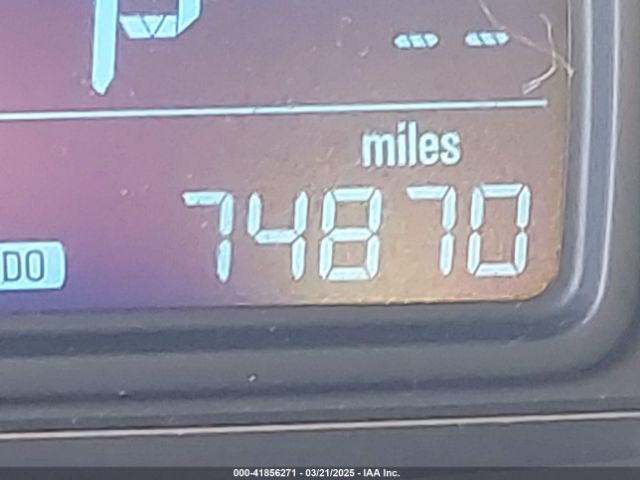 P -- --
miles
74870
DO
000-41856271 - 03/21/2025 - IAA Inc.